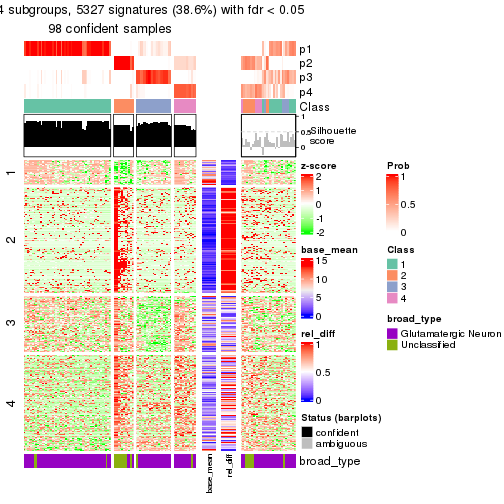 4 subgroups, 5327 signatures (38.6%) with fdr < 0.05
98 confident samples
p1
p2
p3
p4
Class
1
0.5
0
Silhouette
score
1
2
3
4
broad_type
base_mean
rel_diff
z-score
2
1
0
-1
-2
base_mean
15
10
5
0
rel_diff
1
0.5
0
Status (barplots)
confident
ambiguous
Prob
1
0.5
0
Class
1
2
3
4
broad_type
Glutamatergic Neuron
Unclassified